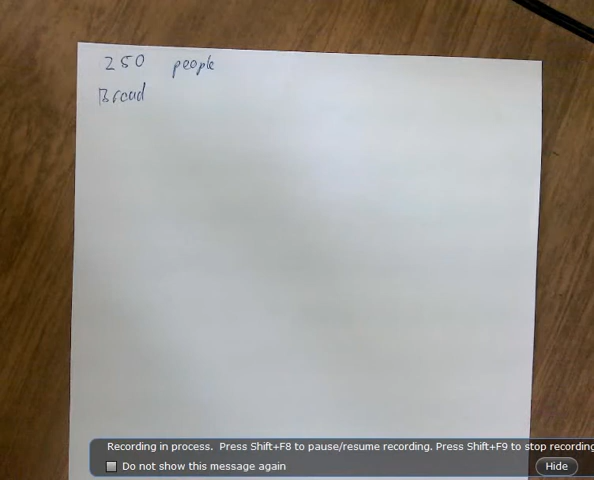 250 people
Bread
Recording in process. Press Shift+F8 to pause/resume recording. Press Shift+F9 to stop recording
Do not show this message again
Hide